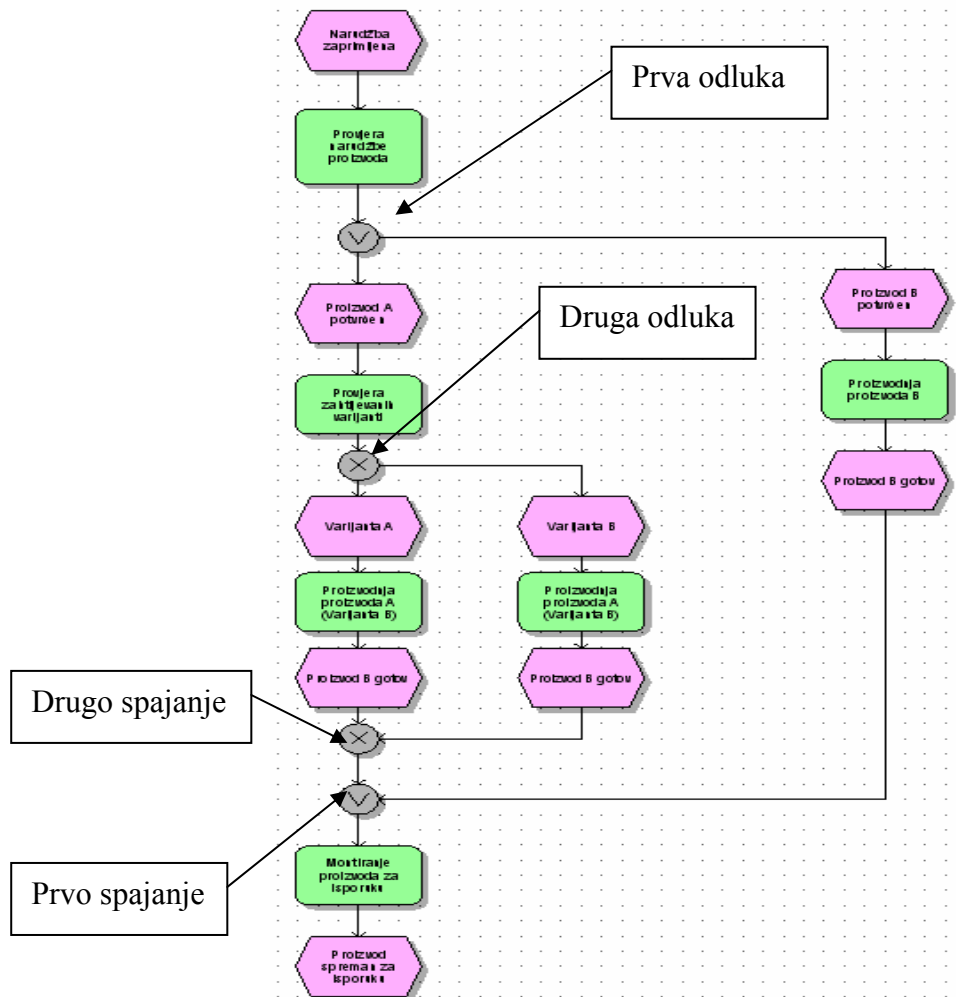 Narudžba
zaprimljena
Prva odluka
Provjera
narudžbe
proizvoda
Proizvod A
potvrđen
Druga odluka
Proizvod B
potvrđen
Provjera
zahtijevanih
varijanti
Proizvodnja
proizvoda B
Proizvod B gotov
Varijanta A
Varijanta B
Proizvodnja
proizvoda A
(Varijanta B)
Proizvodnja
proizvoda A
(Varijanta B)
Proizvod B gotov
Proizvod B gotov
Drugo spajanje
Prvo spajanje
Montiranje
proizvoda za
isporuku
Proizvod
spreman za
isporuku